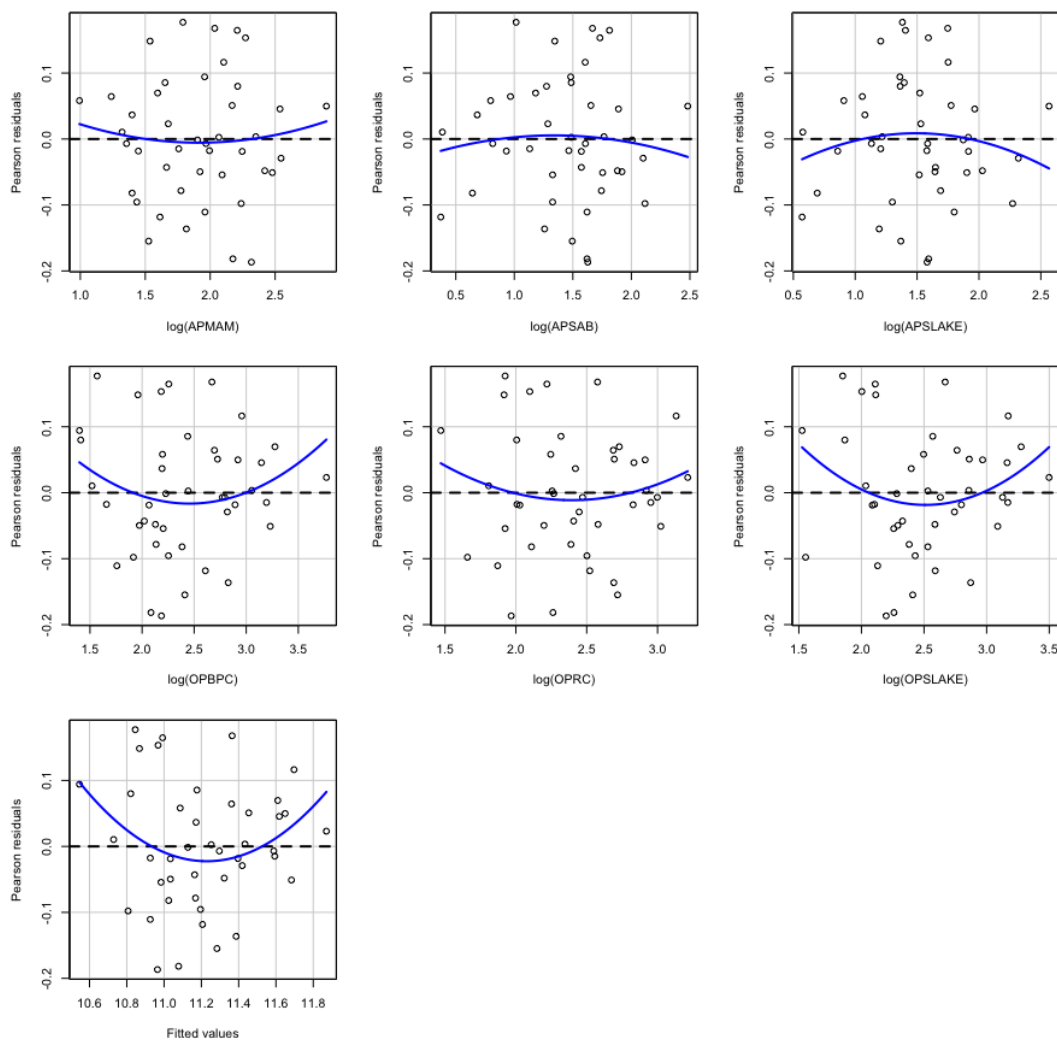 Pearson residuals
-0.2 -0.1 0.0 0.1
1.0 1.5 2.0 2.5
log(APMAM)
Pearson residuals
-0.2 -0.1 0.0 0.1
0.5 1.0 1.5 2.0 2.5
log(APSAB)
Pearson residuals
-0.2 -0.1 0.0 0.1
0.5 1.0 1.5 2.0 2.5
log(APSLAKE)
Pearson residuals
-0.2 -0.1 0.0 0.1
1.5 2.0 2.5 3.0 3.5
log(OPBPC)
Pearson residuals
-0.2 -0.1 0.0 0.1
1.5 2.0 2.5 3.0
log(OPRC)
Pearson residuals
-0.2 -0.1 0.0 0.1
1.5 2.0 2.5 3.0 3.5
log(OPSLAKE)
Pearson residuals
-0.2 -0.1 0.0 0.1
10.6 10.8 11.0 11.2 11.4 11.6 11.8
Fitted values